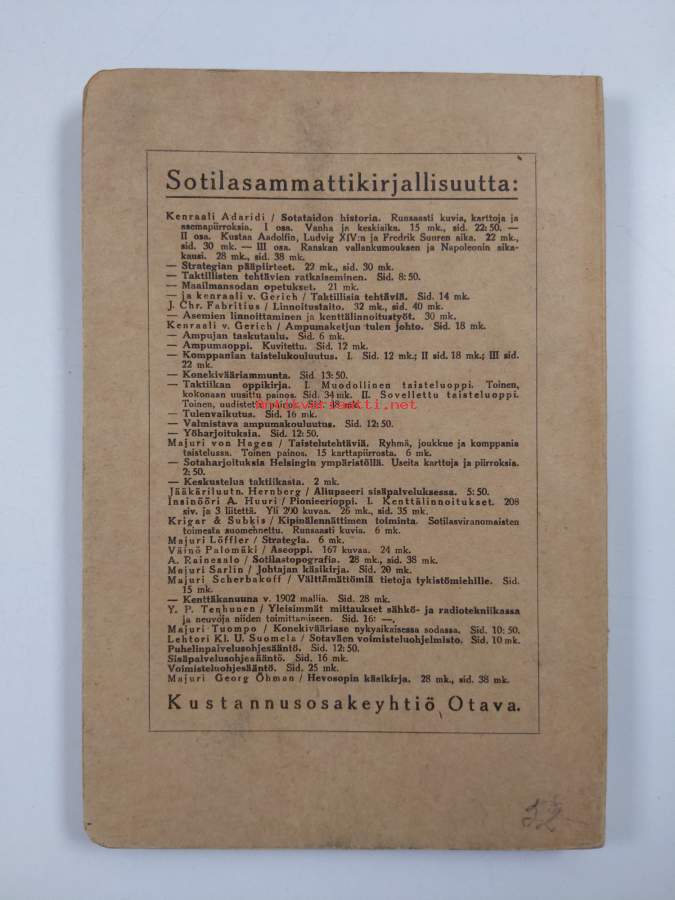 Sotilasammattikirjallisuutta:
Kenraali Adaridi / Sotataidon historia. Runsaasti kuvia, karttoja ja
asemapiirroksia. I osa. Vanha ja keskiaika. 15 mk., sid. 22:50. —
II osa. Kustaa Aadolfin, Ludvig XIV:n ja Fredrik Suuren aika. 22 mk.,
sid. 30 mk. — III osa. Ranskan vallankumouksen ja Napoleonin aika-
kausi. 28 mk., sid. 38 mk.
— Strategian pääpiirteet. 22 mk., sid. 30 mk.
— Taktillisten tehtävien ratkaiseminen. Sid. 8:50.
— Maailmansodan opetukset. 21 mk.
— ja kenraali v. Gerich / Taktillisia tehtäviä. Sid. 14 mk.
J. Chr. Fabritius / Linnoitustaito. 32 mk., sid. 40 mk.
— Asemien linnoittaminen ja kenttälinnoitustyöt. 30 mk.
Kenraali v. Gerich / Ampumaketjun tulen johto. Sid. 18 mk.
— Ampujan taskutaulu. Sid. 6 mk.
— Ampumaoppi. Kuvitettu. Sid. 12 mk.
— Komppanian taistelukouluutus. I. Sid. 12 mk.; II sid. 18 mk.; III sid.
22 mk.
— Konekivääriammunta. Sid. 13:50.
— Taktiikan oppikirja. I. Muodollinen taisteluoppi. Toinen,
kokonaan uusittu painos. Sid. 34 mk. II. Sovellettu taisteluoppi.
Toinen, uudistettu painos. Sid. 18 mk.
antikvariaatti.net
— Tulenvaikutus. Sid. 16 mk.
— Valmistava ampumakouluutus. Sid. 12:50.
— Yöharjoituksia. Sid. 12:50.
Majuri von Hagen / Taistelutehtäviä. Ryhmä, joukkue ja komppania
taistelussa. Toinen painos. 15 karttapiirrosta. 6 mk.
— Sotaharjoituksia Helsingin ympäristöllä. Useita karttoja ja piirroksia.
2:50.
— Keskustelua taktiikasta. 2 mk.
Jääkäriluutn. Hernberg / Aliupseeri sisäpalveluksessa. 5:50.
Insinööri A. Huuri / Pionieerioppi. I. Kenttälinnoitukset. 208
siv. ja 3 liitettä. Yli 200 kuvaa. 26 mk., sid. 35 mk.
Krigar & Subkis / Kipinälennättimen toiminta. Sotilasviranomaisten
toimesta suomennettu. Runsaasti kuvia. 6 mk.
Majuri Löffler / Strategia. 6 mk.
Väinö Palomäki / Aseoppi. 167 kuvaa. 24 mk.
A. Rainesalo / Sotilastopografia. 28 mk., sid. 38 mk.
Majuri Sarlin / Johtajan käsikirja. Sid. 20 mk.
Majuri Scherbakoff / Välttämättömiä tietoja tykistömiehille. Sid.
15 mk.
— Kenttäkanuuna v. 1902 mallia. Sid. 28 mk.
Y. P. Tenhunen / Yleisimmät mittaukset sähkö- ja radiotekniikassa
ja neuvoja niiden toimittamiseen. Sid. 16: —.
Majuri Tuompo / Konekivääriase nykyaikaisessa sodassa. Sid. 10:50.
Lehtori Kl. U. Suomela / Sotaväen voimisteluohjelmisto. Sid. 10 mk.
Puhelinpalvelusohjesääntö. Sid. 12:50.
Sisäpalvelusohjesääntö. Sid. 16 mk.
Voimisteluohjesääntö. Sid. 25 mk.
Majuri Georg Öhman / Hevosopin käsikirja. 28 mk., sid. 38 mk.
Kustannusosakeyhtiö Otava.